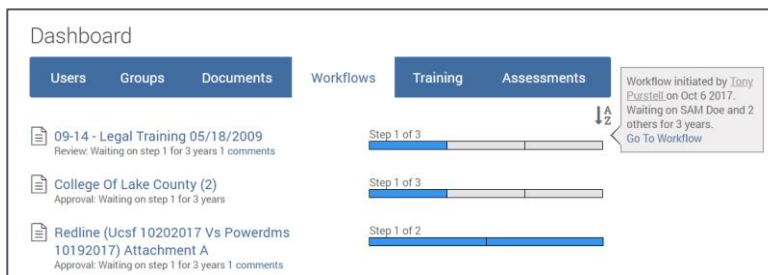 Dashboard
Users Groups Documents Workflows Training Assessments
Workflow initiated by Tony
Purstell on Oct 6 2017.
Waiting on SAM Doe and 2
others for 3 years.
Go To Workflow
A
Z
09-14 - Legal Training 05/18/2009
Review: Waiting on step 1 for 3 years 1 comments
Step 1 of 3
College Of Lake County (2)
Approval: Waiting on step 1 for 3 years
Step 1 of 3
Redline (Ucsf 10202017 Vs Powerdms
10192017) Attachment A
Approval: Waiting on step 1 for 3 years 1 comments
Step 1 of 2